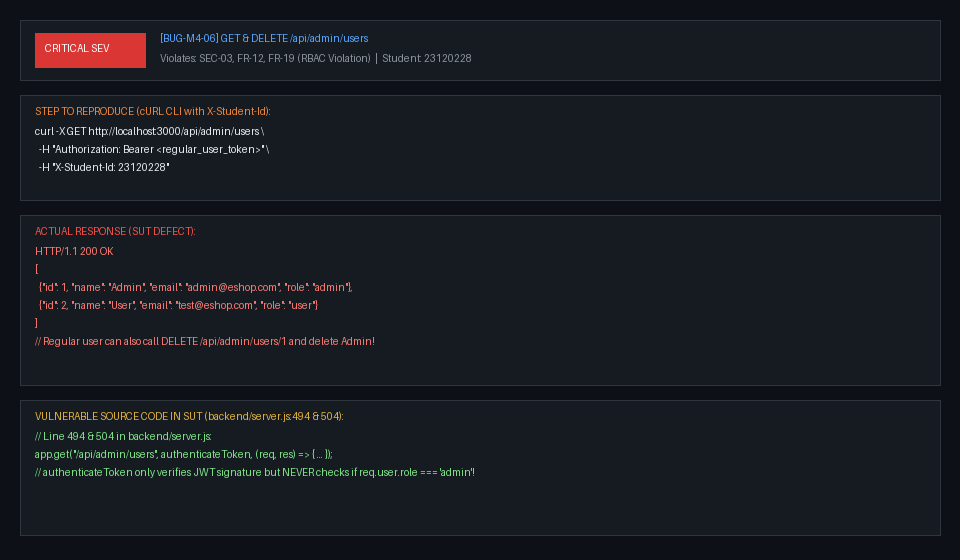 CRITICAL SEV
[BUG-M4-06] GET & DELETE /api/admin/users
Violates: SEC-03, FR-12, FR-19 (RBAC Violation) | Student: 23120228
STEP TO REPRODUCE (cURL CLI with X-Student-Id):
curl -X GET http://localhost:3000/api/admin/users \
-H "Authorization: Bearer <regular_user_token>" \
-H "X-Student-Id: 23120228"
ACTUAL RESPONSE (SUT DEFECT):
HTTP/1.1 200 OK
[
{"id": 1, "name": "Admin", "email": "admin@eshop.com", "role": "admin"},
{"id": 2, "name": "User", "email": "test@eshop.com", "role": "user"}
]
// Regular user can also call DELETE /api/admin/users/1 and delete Admin!
VULNERABLE SOURCE CODE IN SUT (backend/server.js:494 & 504):
// Line 494 & 504 in backend/server.js:
app.get("/api/admin/users", authenticateToken, (req, res) => { ... });
// authenticateToken only verifies JWT signature but NEVER checks if req.user.role === 'admin'!